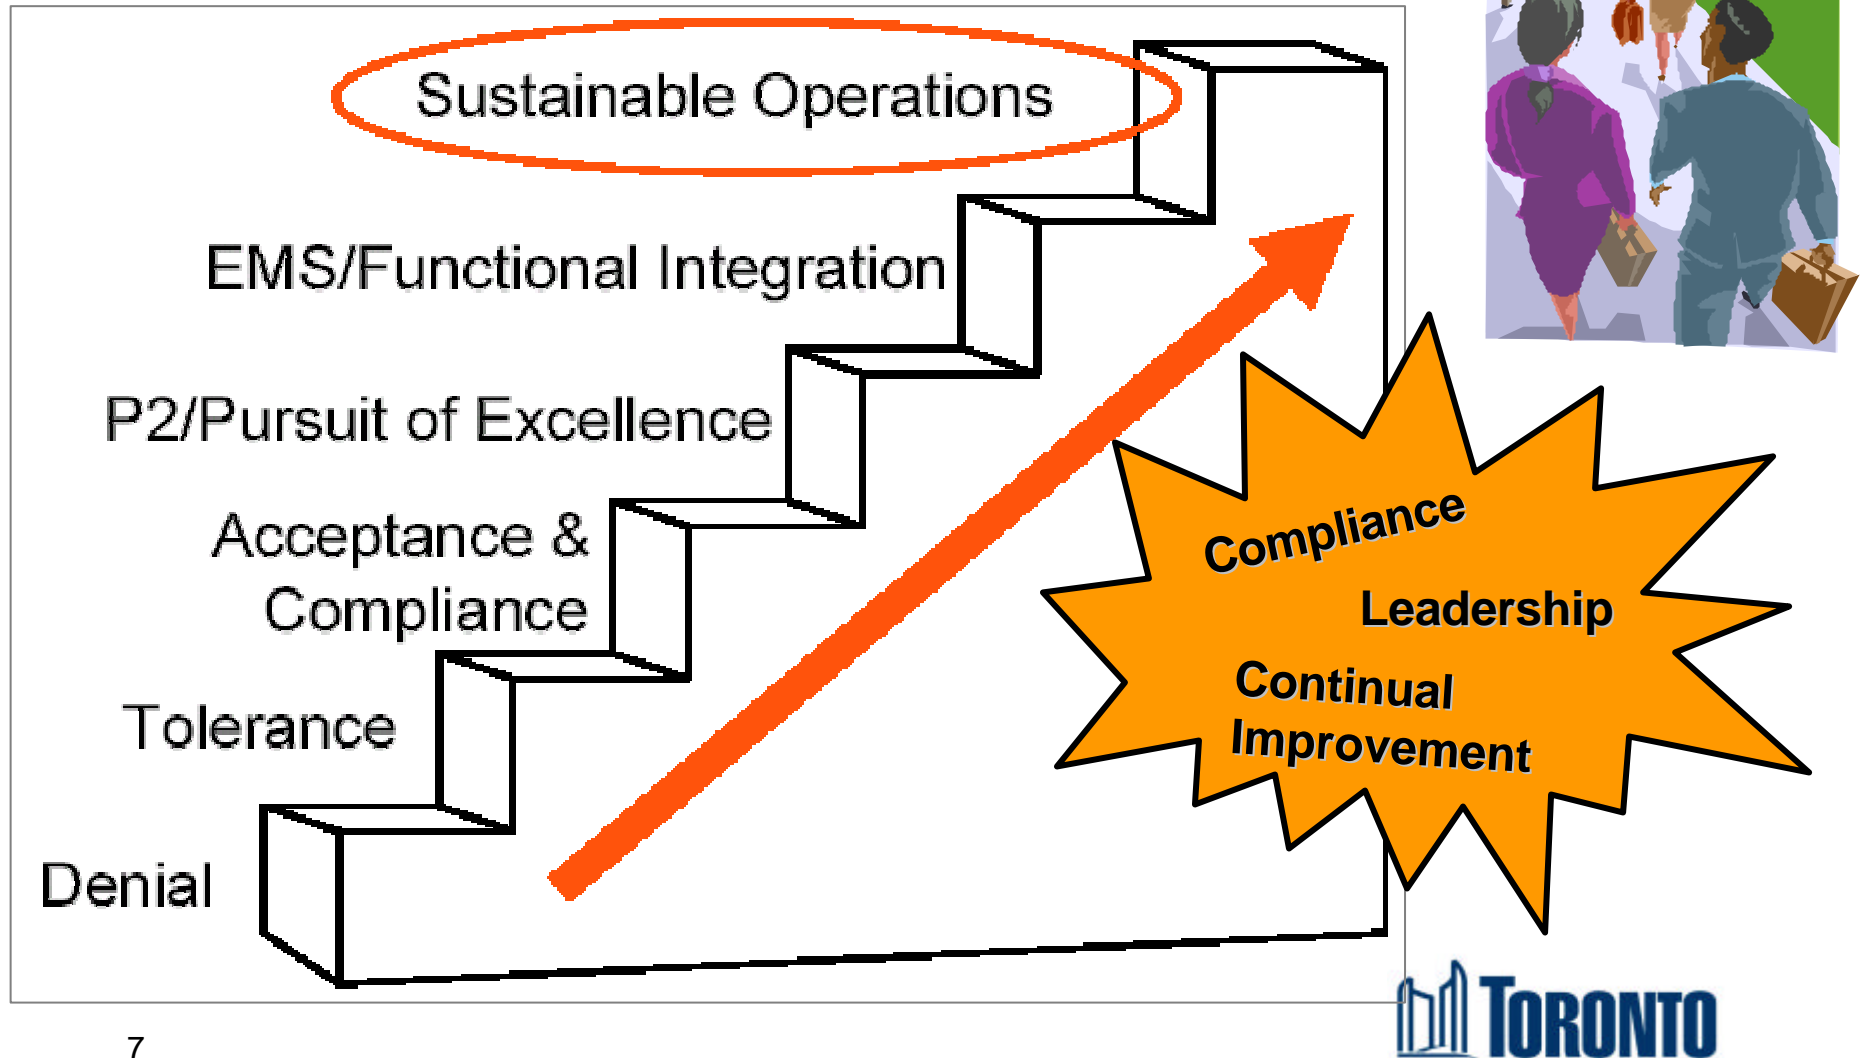 Sustainable Operations
EMS/Functional Integration
P2/Pursuit of Excellence
Acceptance &
Compliance
Tolerance
Denial
Compliance
Leadership
Continual
Improvement
TORONTO
7